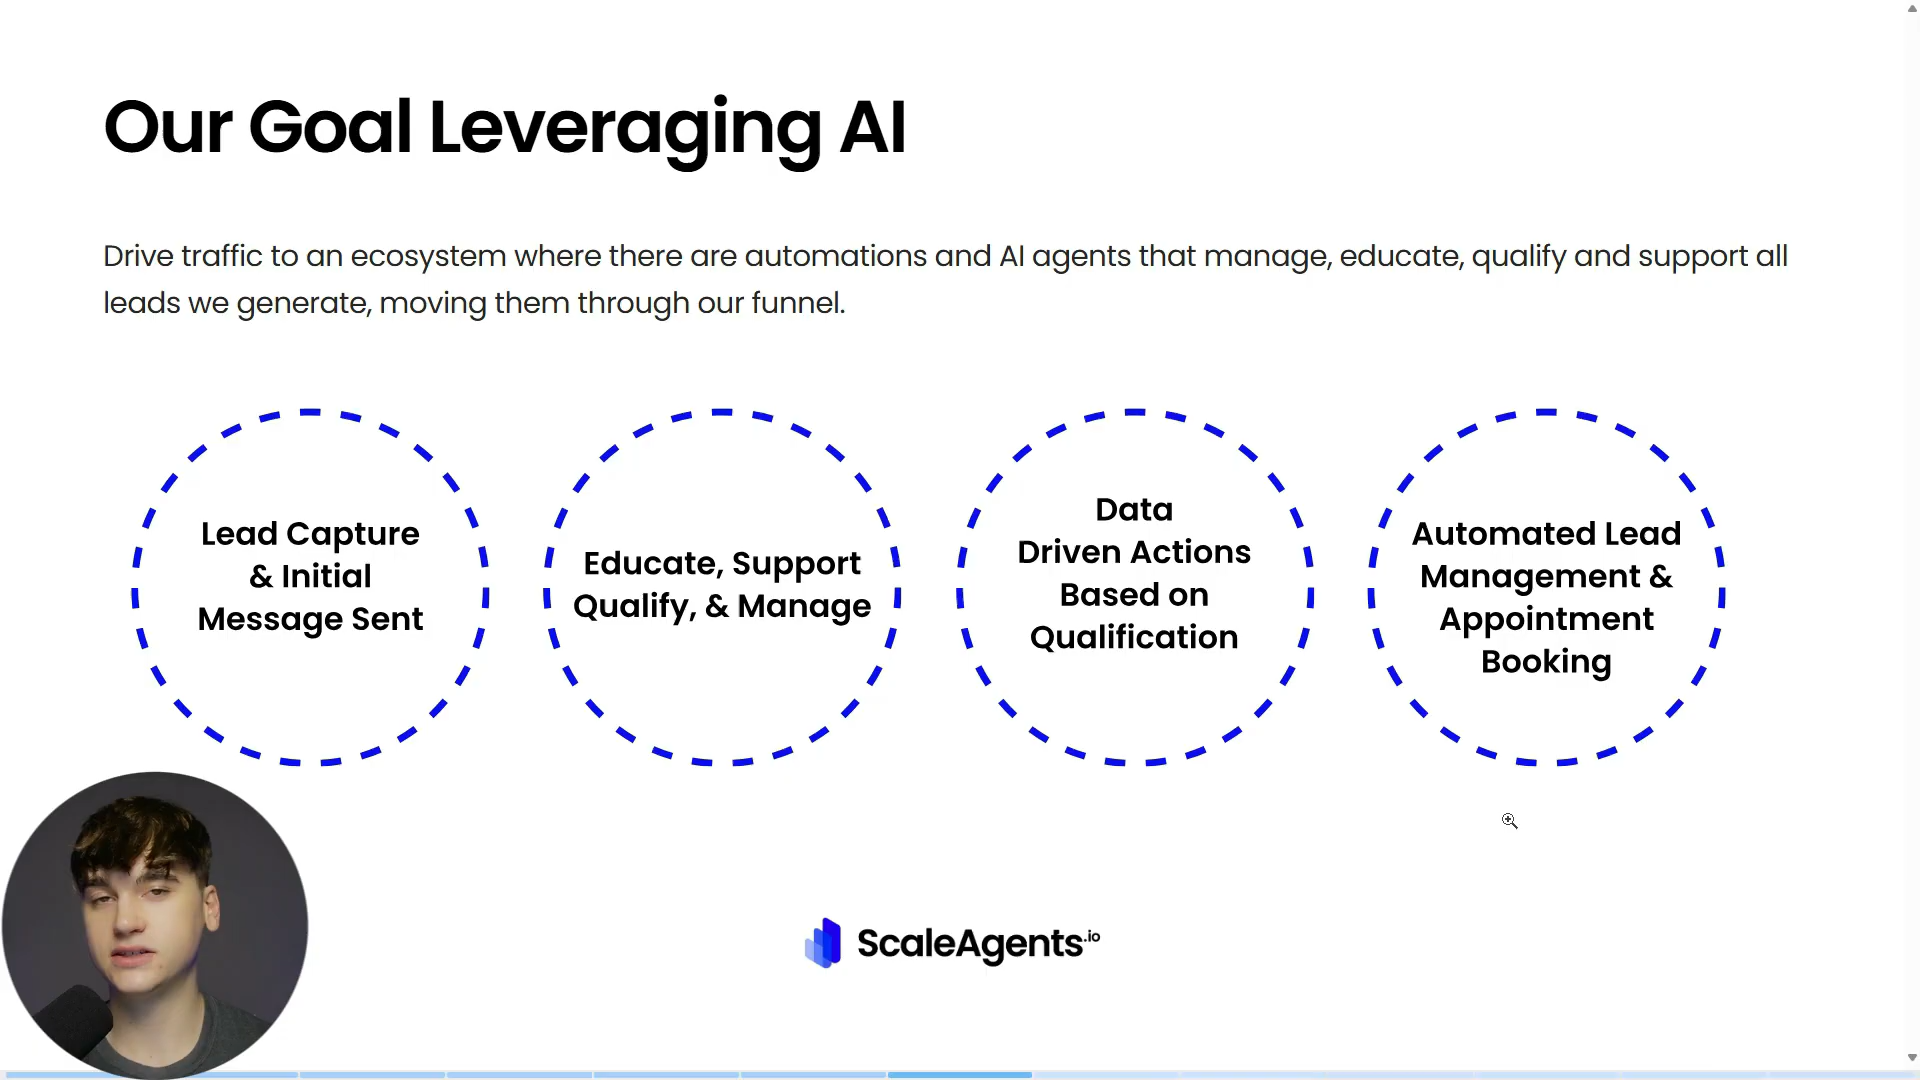 Our Goal Leveraging AI
Drive traffic to an ecosystem where there are automations and AI agents that manage, educate, qualify and support all
leads we generate, moving them through our funnel.
Lead Capture
& Initial
Message Sent
Educate, Support
Qualify, & Manage
Data
Driven Actions
Based on
Qualification
Automated Lead
Management &
Appointment
Booking
ScaleAgents.io